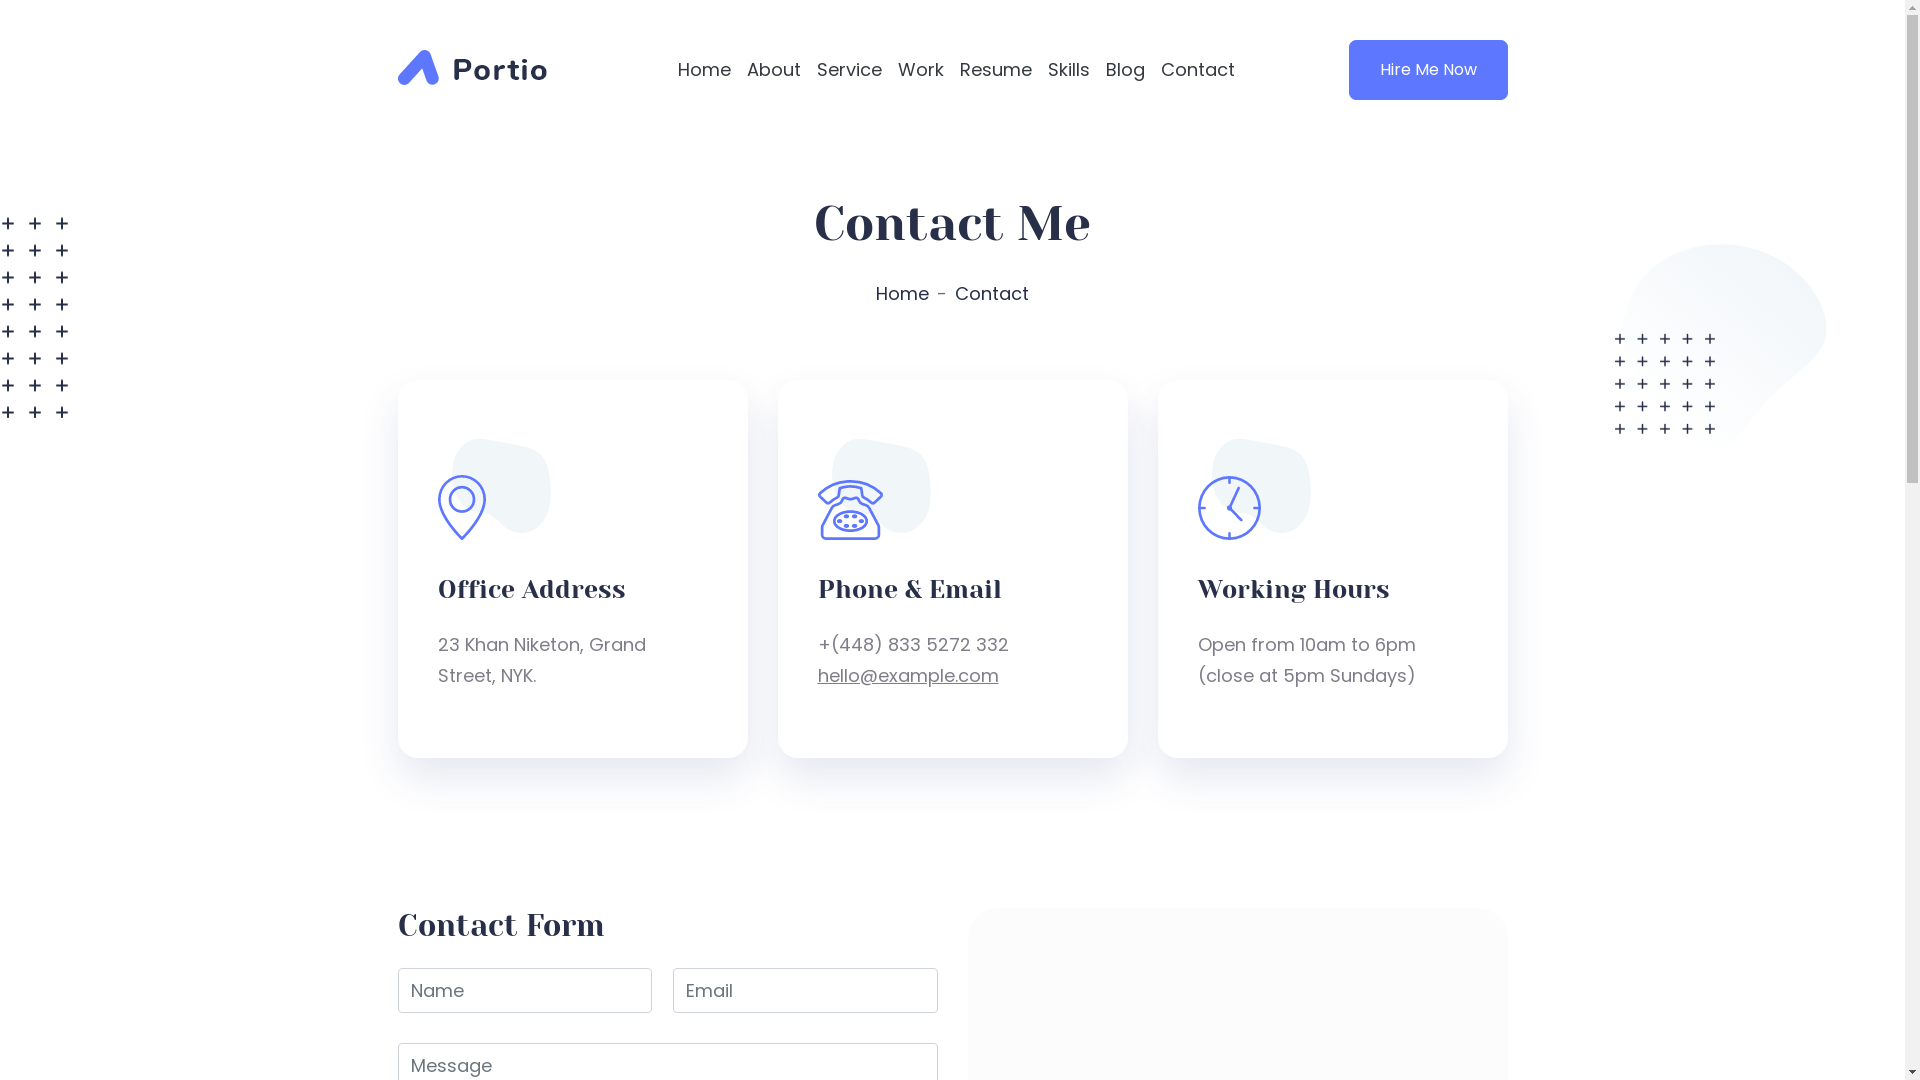 Portio
Home About Service Work Resume Skills Blog Contact
Hire Me Now
Contact Me
Home - Contact
Office Address
23 Khan Niketon, Grand
Street, NYK.
Phone & Email
+(448) 833 5272 332
hello@example.com
Working Hours
Open from 10am to 6pm
(close at 5pm Sundays)
Contact Form
Name
Email
Message